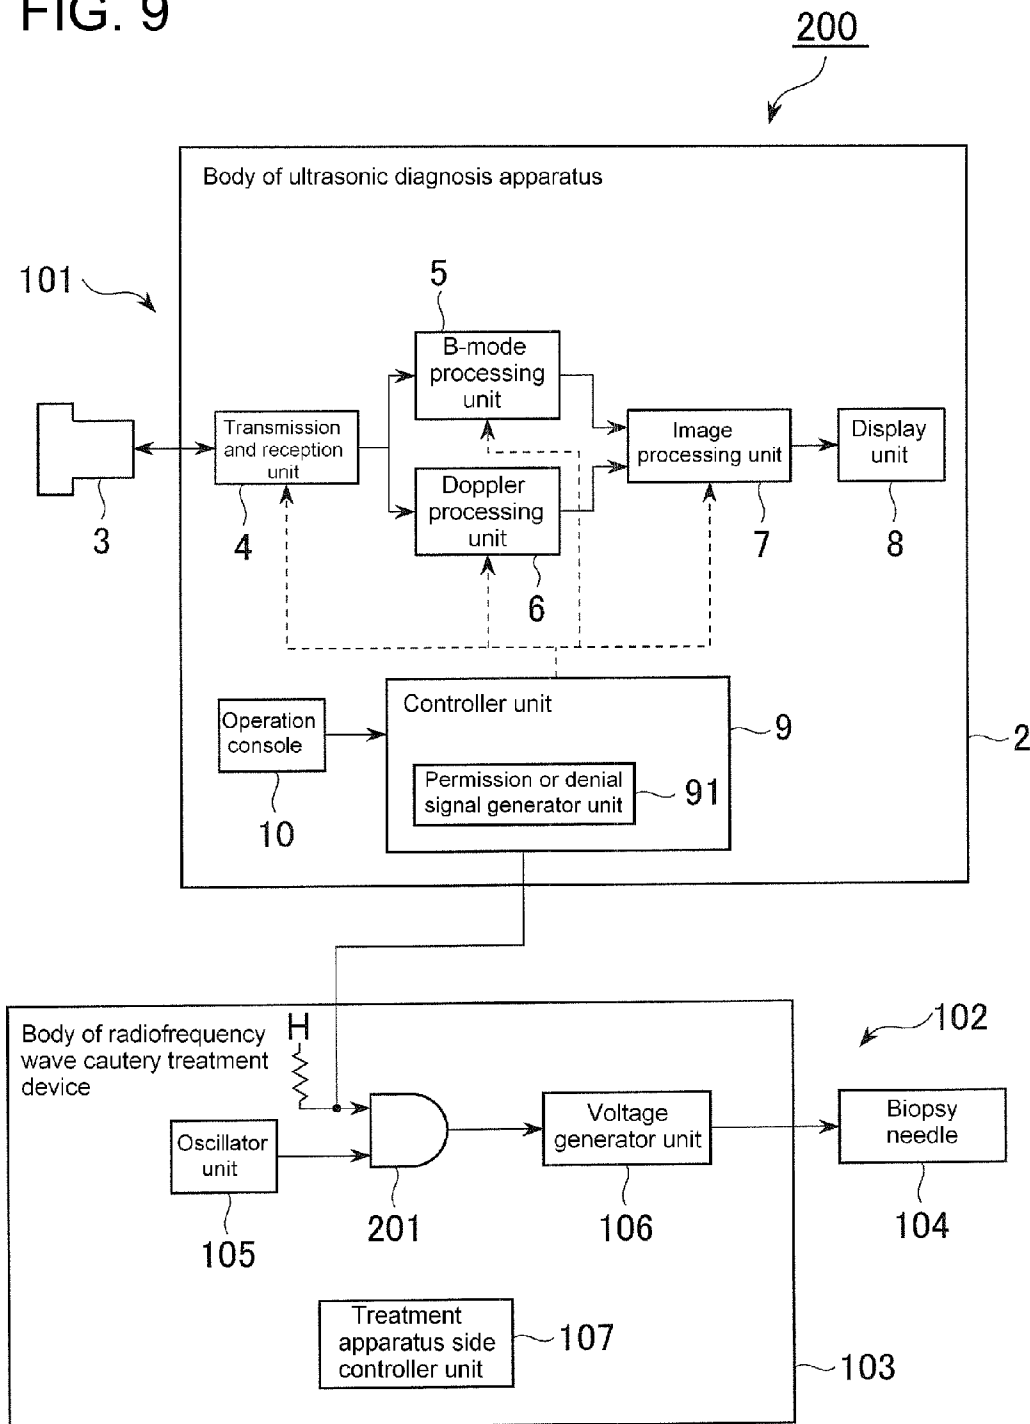 FIG. 9
200
Body of ultrasonic diagnosis apparatus
101
5
B-mode
processing
unit
Transmission
and reception
unit
Image
processing unit
Display
unit
Doppler
processing
unit
3
4
7
8
6
Controller unit
Operation
console
9
2
Permission or denial
signal generator unit
91
10
Body of radiofrequency
wave cautery treatment
device
H
102
Oscillator
unit
Voltage
generator unit
Biopsy
needle
105
201
106
104
Treatment
apparatus side
controller unit
107
103